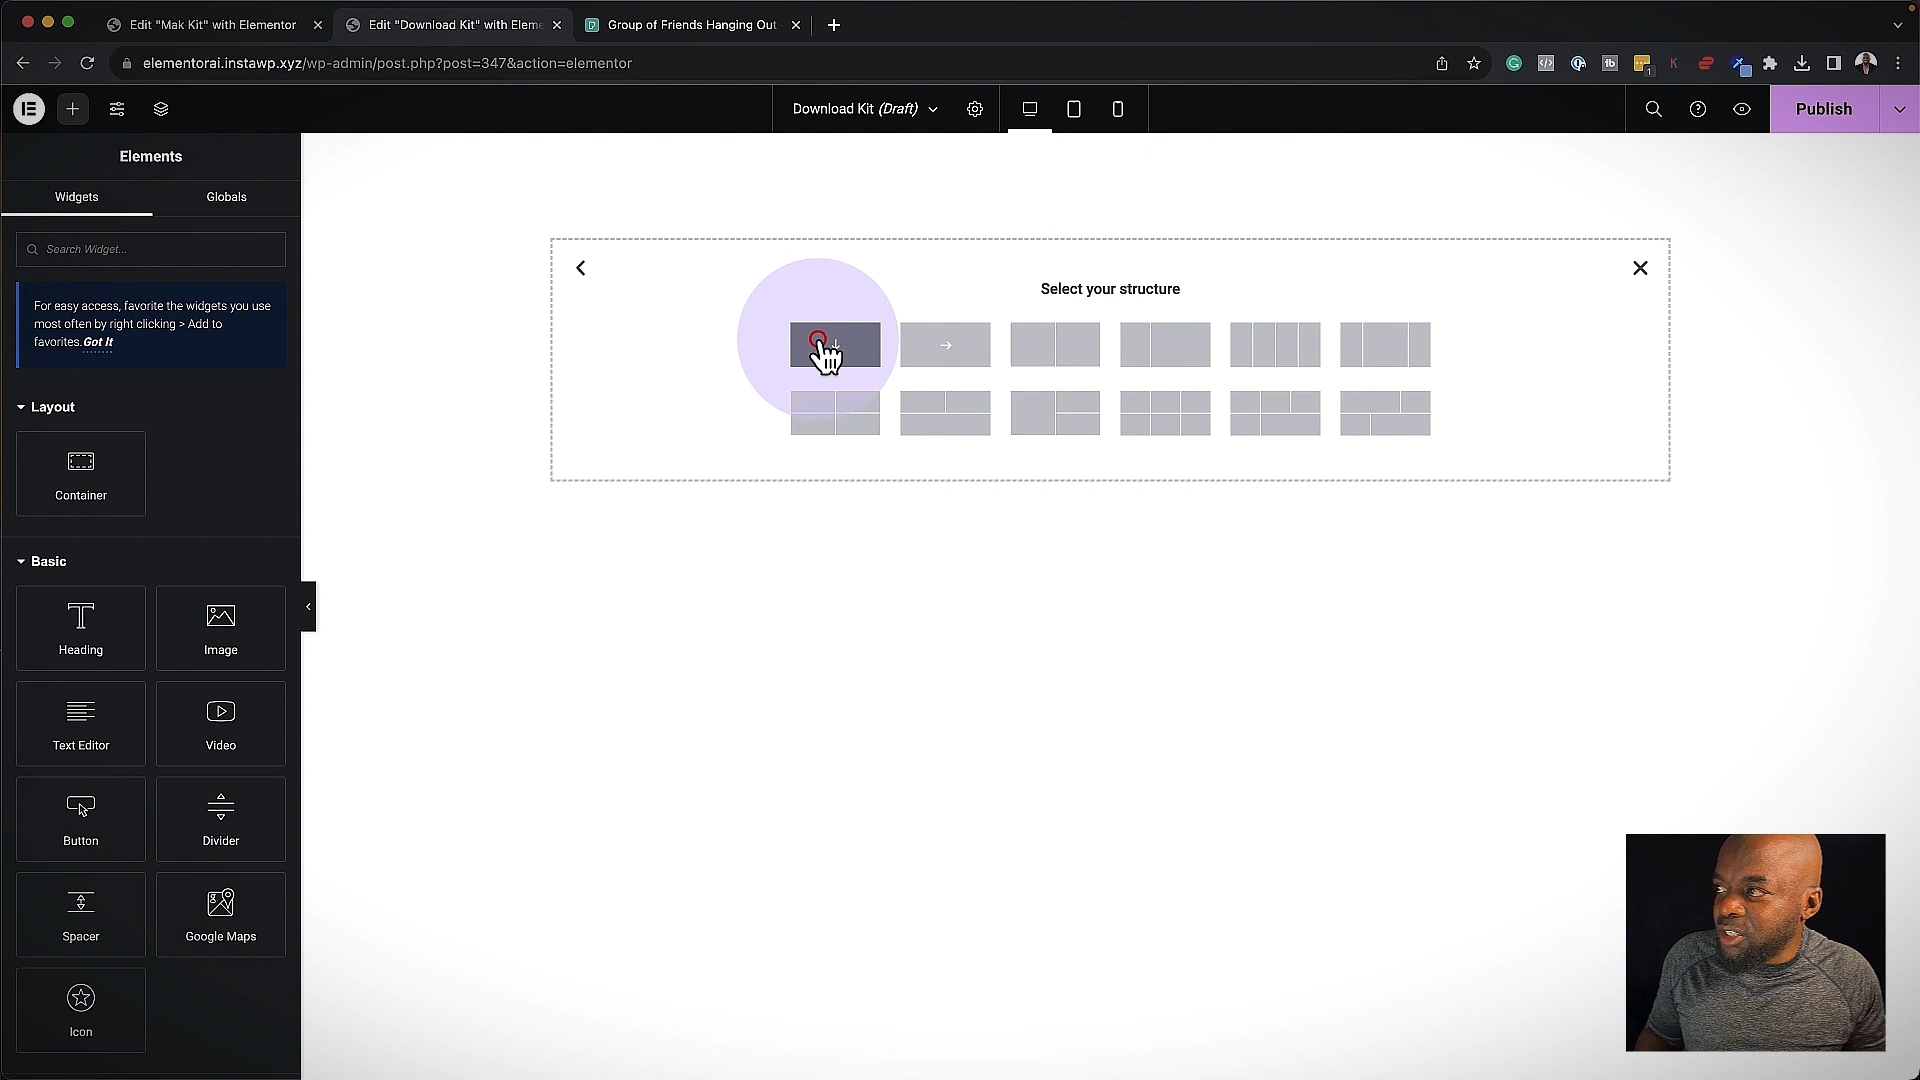 Edit "Mak Kit" with Elementor
Edit "Download Kit" with Eleme
Group of Friends Hanging Out
elementorai.instawp.xyz/wp-admin/post.php?post=347&action=elementor
Download Kit (Draft)
Publish
Elements
Widgets
Globals
Search Widget...
For easy access, favorite the widgets you use
most often by right clicking > Add to
favorites. Got It
Layout
Container
Basic
Heading
Image
Text Editor
Video
Button
Divider
Spacer
Google Maps
Icon
Select your structure